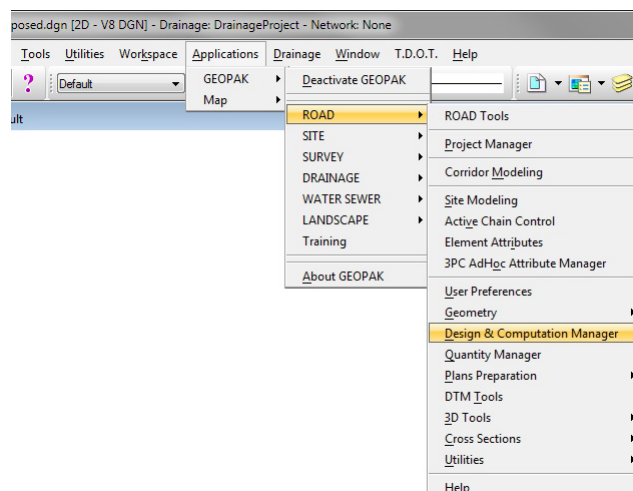 posed.dgn [2D - V8 DGN] - Drainage: DrainageProject - Network: None
Tools Utilities Workspace Applications Drainage Window T.D.O.T. Help
? Default
ult
GEOPAK
Map
Deactivate GEOPAK
ROAD
SITE
SURVEY
DRAINAGE
WATER SEWER
LANDSCAPE
Training
About GEOPAK
ROAD Tools
Project Manager
Corridor Modeling
Site Modeling
Active Chain Control
Element Attributes
3PC AdHoc Attribute Manager
User Preferences
Geometry
Design & Computation Manager
Quantity Manager
Plans Preparation
DTM Tools
3D Tools
Cross Sections
Utilities
Help